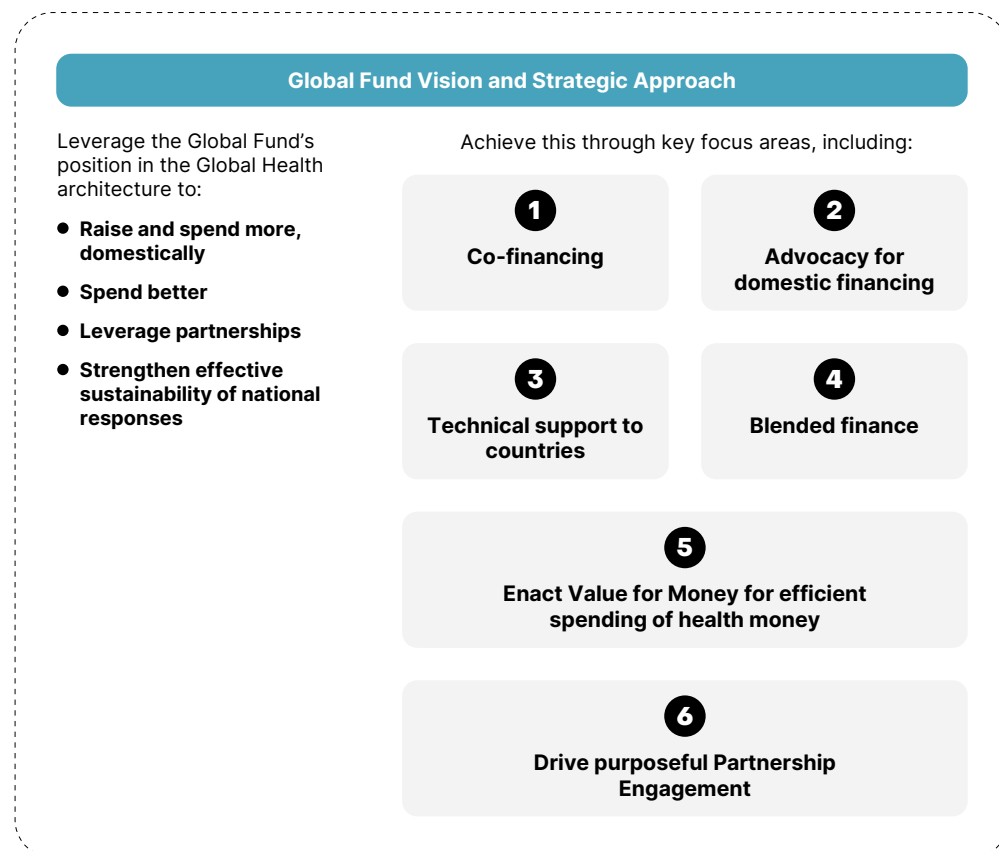 Global Fund Vision and Strategic Approach
Leverage the Global Fund’s
position in the Global Health
architecture to:
Raise and spend more,
domestically
Spend better
Leverage partnerships
Strengthen effective
sustainability of national
responses
Achieve this through key focus areas, including:
1
Co-financing
2
Advocacy for
domestic financing
3
Technical support to
countries
4
Blended finance
5
Enact Value for Money for efficient
spending of health money
6
Drive purposeful Partnership
Engagement